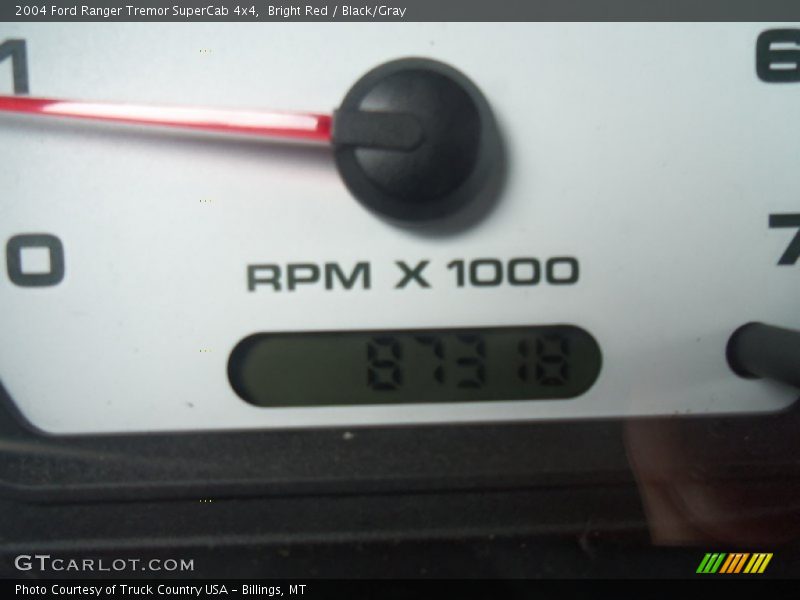 2004 Ford Ranger Tremor SuperCab 4x4,  Bright Red / Black/Gray
1
6
0
7
RPM X 1000
87318
GTCARLOT.COM
Photo Courtesy of Truck Country USA - Billings, MT